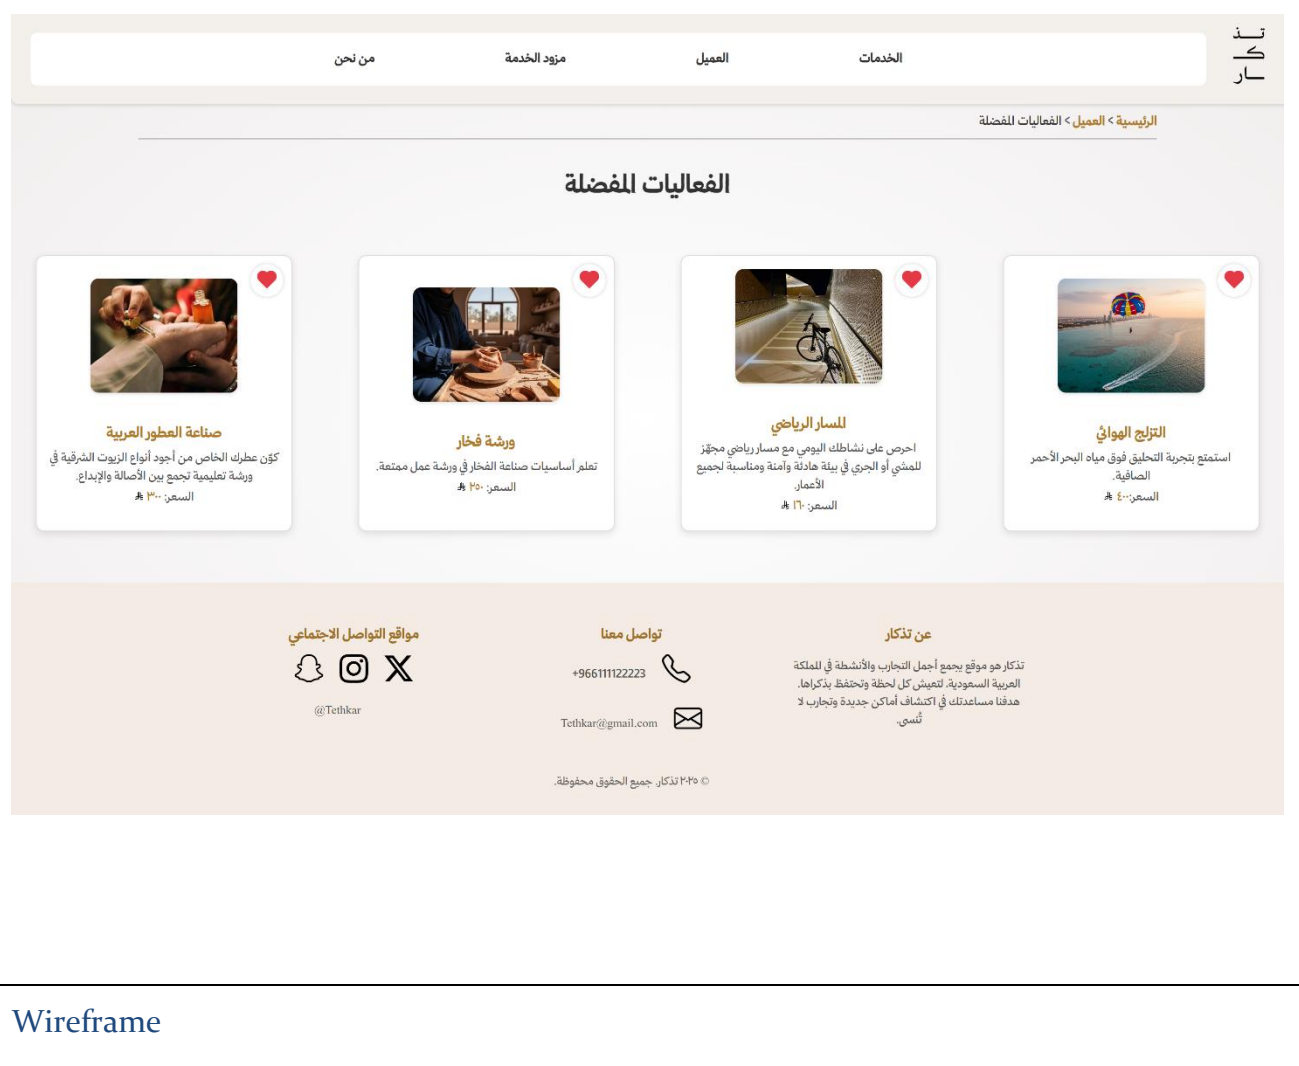 تـــذ
كـ
ـــار
الخدمات
العميل
مزود الخدمة
من نحن
الرئيسية > العميل > الفعاليات المفضلة
الفعاليات المفضلة
التزلج الهوائي
استمتع بتجربة التحليق فوق مياه البحر الأحمر
الصافية.
السعر:٤٠٠
المسار الرياضي
احرص على نشاطك اليومي مع مسار رياضي مجهّز
للمشي أو الجري في بيئة هادئة وآمنة ومناسبة لجميع
الأعمار.
السعر: ١٦٠
ورشة فخار
تعلم أساسيات صناعة الفخار في ورشة عمل ممتعة.
السعر: ٢٥٠
صناعة العطور العربية
كوّن عطرك الخاص من أجود أنواع الزيوت الشرقية في
ورشة تعليمية تجمع بين الأصالة والإبداع.
السعر: ٣٠٠
عن تذكار
تذكار هو موقع يجمع أجمل التجارب والأنشطة في المملكة
العربية السعودية. لتعيش كل لحظة وتحتفظ بذكراها.
هدفنا مساعدتك في اكتشاف أماكن جديدة وتجارب لا
تُنسى.
تواصل معنا
+966111122223
Tethkar@gmail.com
مواقع التواصل الاجتماعي
@Tethkar
© ٢٠٢٥ تذكار. جميع الحقوق محفوظة.
Wireframe